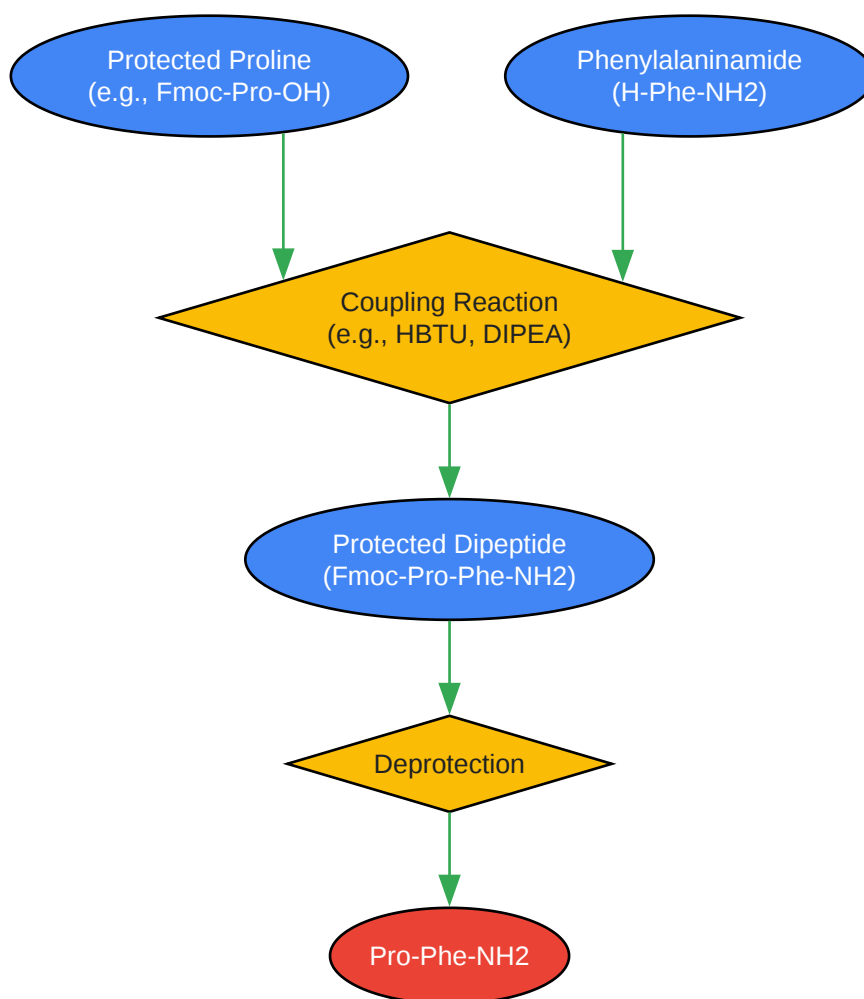 Protected Proline
(e.g., Fmoc-Pro-OH)
Phenylalaninamide
(H-Phe-NH2)
Coupling Reaction
(e.g., HBTU, DIPEA)
Protected Dipeptide
(Fmoc-Pro-Phe-NH2)
Deprotection
Pro-Phe-NH2